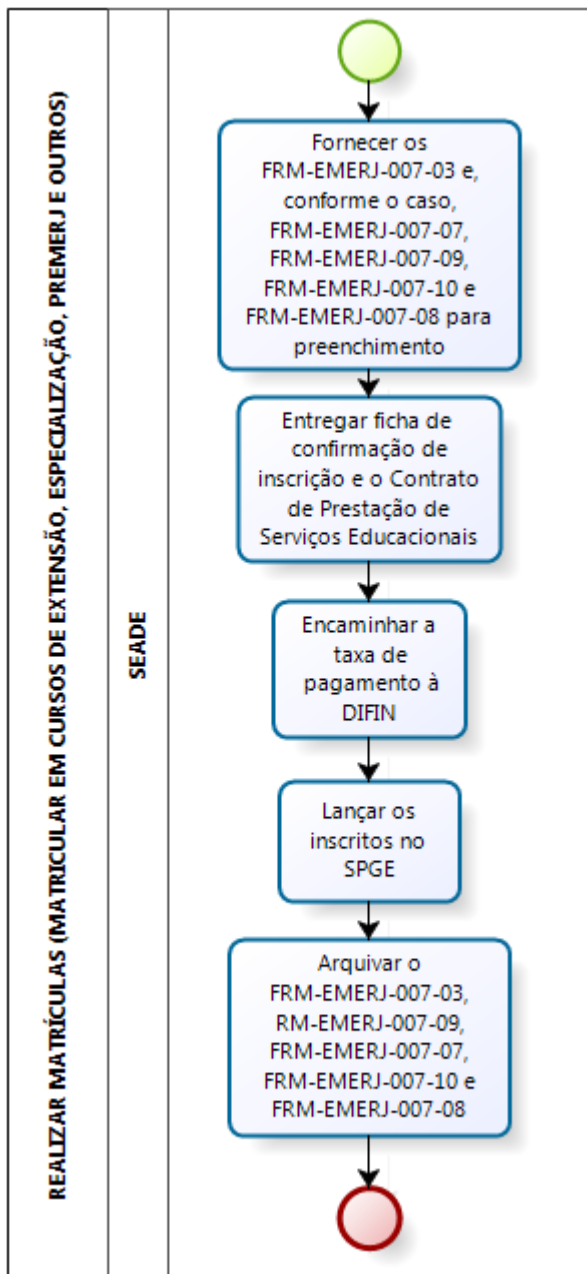 REALIZAR MATRÍCULAS (MATRICULAR EM CURSOS DE EXTENSÃO, ESPECIALIZAÇÃO, PREMERJ E OUTROS)
SEADE
Fornecer os
FRM-EMERJ-007-03 e,
conforme o caso,
FRM-EMERJ-007-07,
FRM-EMERJ-007-09,
FRM-EMERJ-007-10 e
FRM-EMERJ-007-08 para
preenchimento
Entregar ficha de
confirmação de
inscrição e o Contrato
de Prestação de
Serviços Educacionais
Encaminhar a
taxa de
pagamento à
DIFIN
Lançar os
inscritos no
SPGE
Arquivar o
FRM-EMERJ-007-03,
RM-EMERJ-007-09,
FRM-EMERJ-007-07,
FRM-EMERJ-007-10 e
FRM-EMERJ-007-08